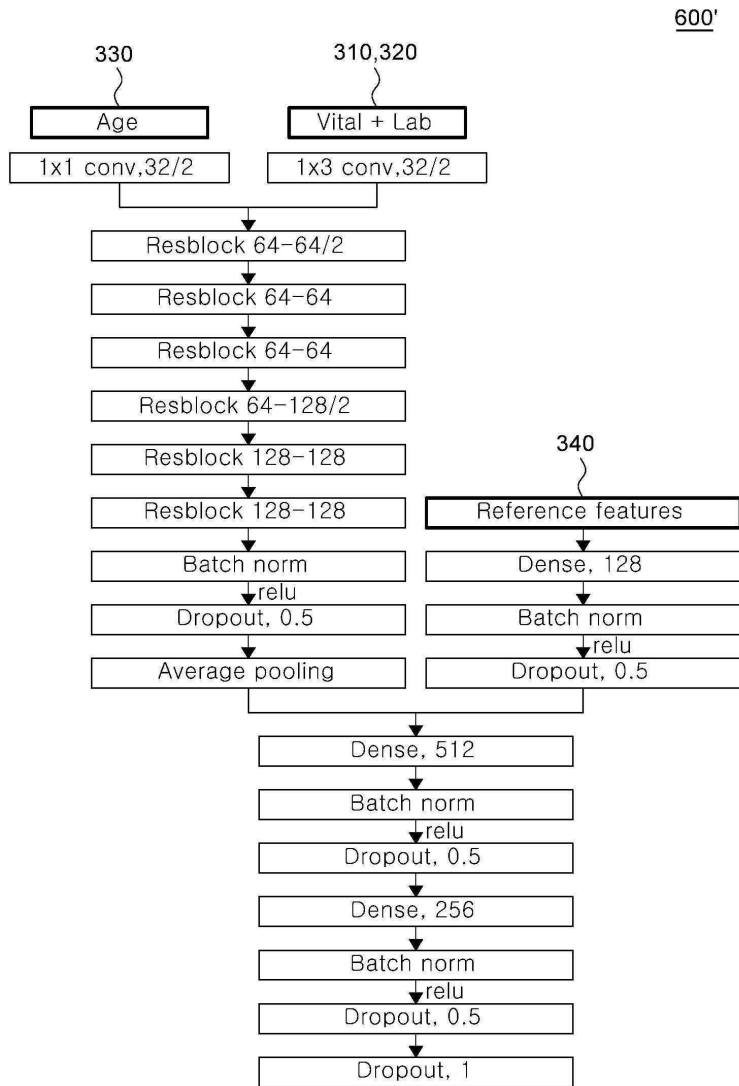 600'
330
310,320
Age
Vital + Lab
1x1 conv,32/2
1x3 conv,32/2
Resblock 64-64/2
Resblock 64-64
Resblock 64-64
Resblock 64-128/2
Resblock 128-128
Resblock 128-128
Batch norm
relu
Dropout, 0.5
Average pooling
340
Reference features
Dense, 128
Batch norm
relu
Dropout, 0.5
Dense, 512
Batch norm
relu
Dropout, 0.5
Dense, 256
Batch norm
relu
Dropout, 0.5
Dropout, 1